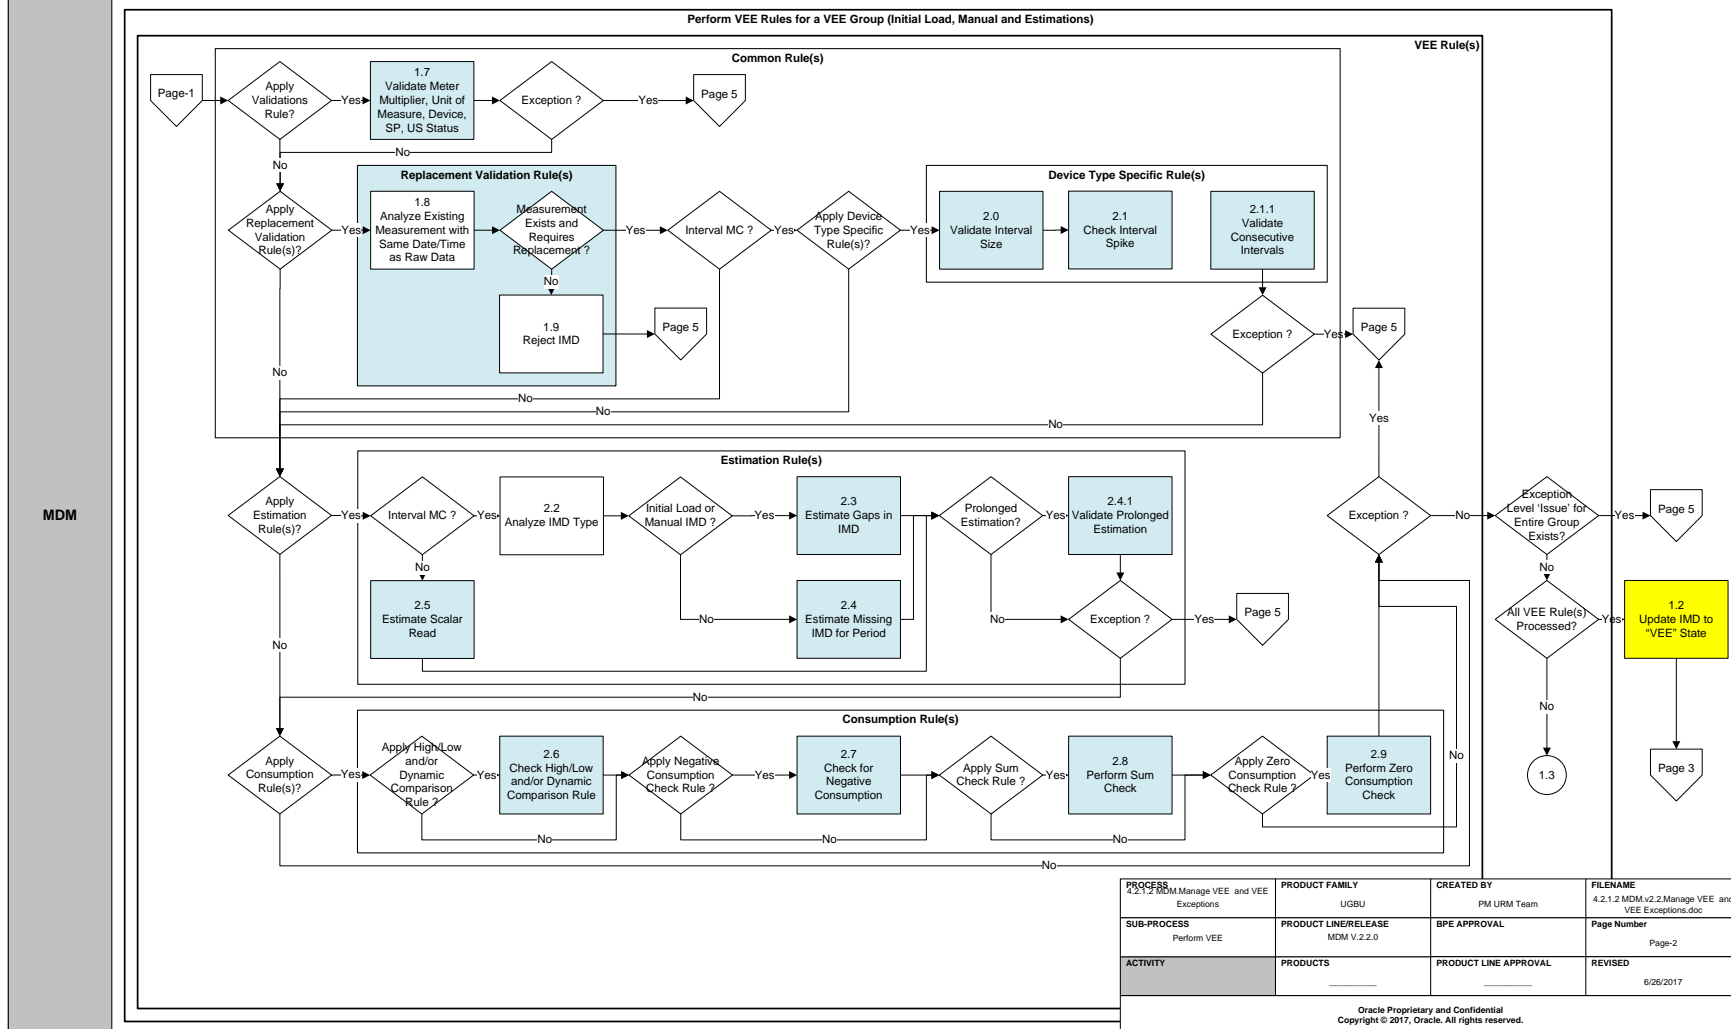 Perform VEE Rules for a VEE Group (Initial Load, Manual and Estimations)
VEE Rule(s)
Common Rule(s)
Page-1
Apply
Validations
Rule?
Yes
1.7
Validate Meter
Multiplier, Unit of
Measure, Device,
SP, US Status
Exception ?
Yes
Page 5
No
No
Replacement Validation Rule(s)
Apply
Replacement
Validation
Rule(s)?
Yes
1.8
Analyze Existing
Measurement with
Same Date/Time
as Raw Data
Measurement
Exists and
Requires
Replacement ?
Yes
No
1.9
Reject IMD
Page 5
Interval MC ?
Yes
Apply Device
Type Specific
Rule(s)?
Yes
Device Type Specific Rule(s)
2.0
Validate Interval
Size
2.1
Check Interval
Spike
2.1.1
Validate
Consecutive
Intervals
Exception ?
Yes
Page 5
No
No
No
No
Yes
MDM
Estimation Rule(s)
Apply
Estimation
Rule(s)?
Yes
Interval MC ?
Yes
2.2
Analyze IMD Type
Initial Load or
Manual IMD ?
Yes
2.3
Estimate Gaps in
IMD
Prolonged
Estimation?
Yes
2.4.1
Validate Prolonged
Estimation
Exception ?
No
Exception
Level ‘Issue’ for
Entire Group
Exists?
Yes
Page 5
No
No
2.5
Estimate Scalar
Read
No
2.4
Estimate Missing
IMD for Period
No
Exception ?
Yes
Page 5
All VEE Rule(s)
Processed?
Yes
1.2
Update IMD to
“VEE” State
No
No
No
Consumption Rule(s)
Apply
Consumption
Rule(s)?
Yes
Apply High/Low
and/or
Dynamic
Comparison
Rule ?
Yes
2.6
Check High/Low
and/or Dynamic
Comparison Rule
Apply Negative
Consumption
Check Rule ?
Yes
2.7
Check for
Negative
Consumption
Apply Sum
Check Rule ?
Yes
2.8
Perform Sum
Check
Apply Zero
Consumption
Check Rule ?
Yes
2.9
Perform Zero
Consumption
Check
No
1.3
Page 3
No
No
No
No
PROCESS
4.2.1.2 MDM.Manage VEE and VEE
Exceptions
PRODUCT FAMILY
UGBU
CREATED BY
PM URM Team
FILENAME
4.2.1.2 MDM.v2.2.Manage VEE and
VEE Exceptions.doc
SUB-PROCESS
Perform VEE
PRODUCT LINE/RELEASE
MDM V.2.2.0
BPE APPROVAL
Page Number
Page-2
ACTIVITY
PRODUCTS
PRODUCT LINE APPROVAL
REVISED
6/26/2017
Oracle Proprietary and Confidential
Copyright © 2017, Oracle. All rights reserved.